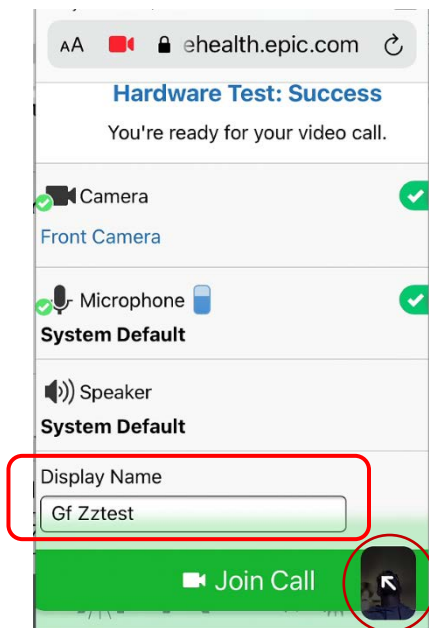 AA ehealth.epic.com
Hardware Test: Success
You're ready for your video call.
Camera
Front Camera
Microphone
System Default
Speaker
System Default
Display Name
Gf Zztest
Join Call